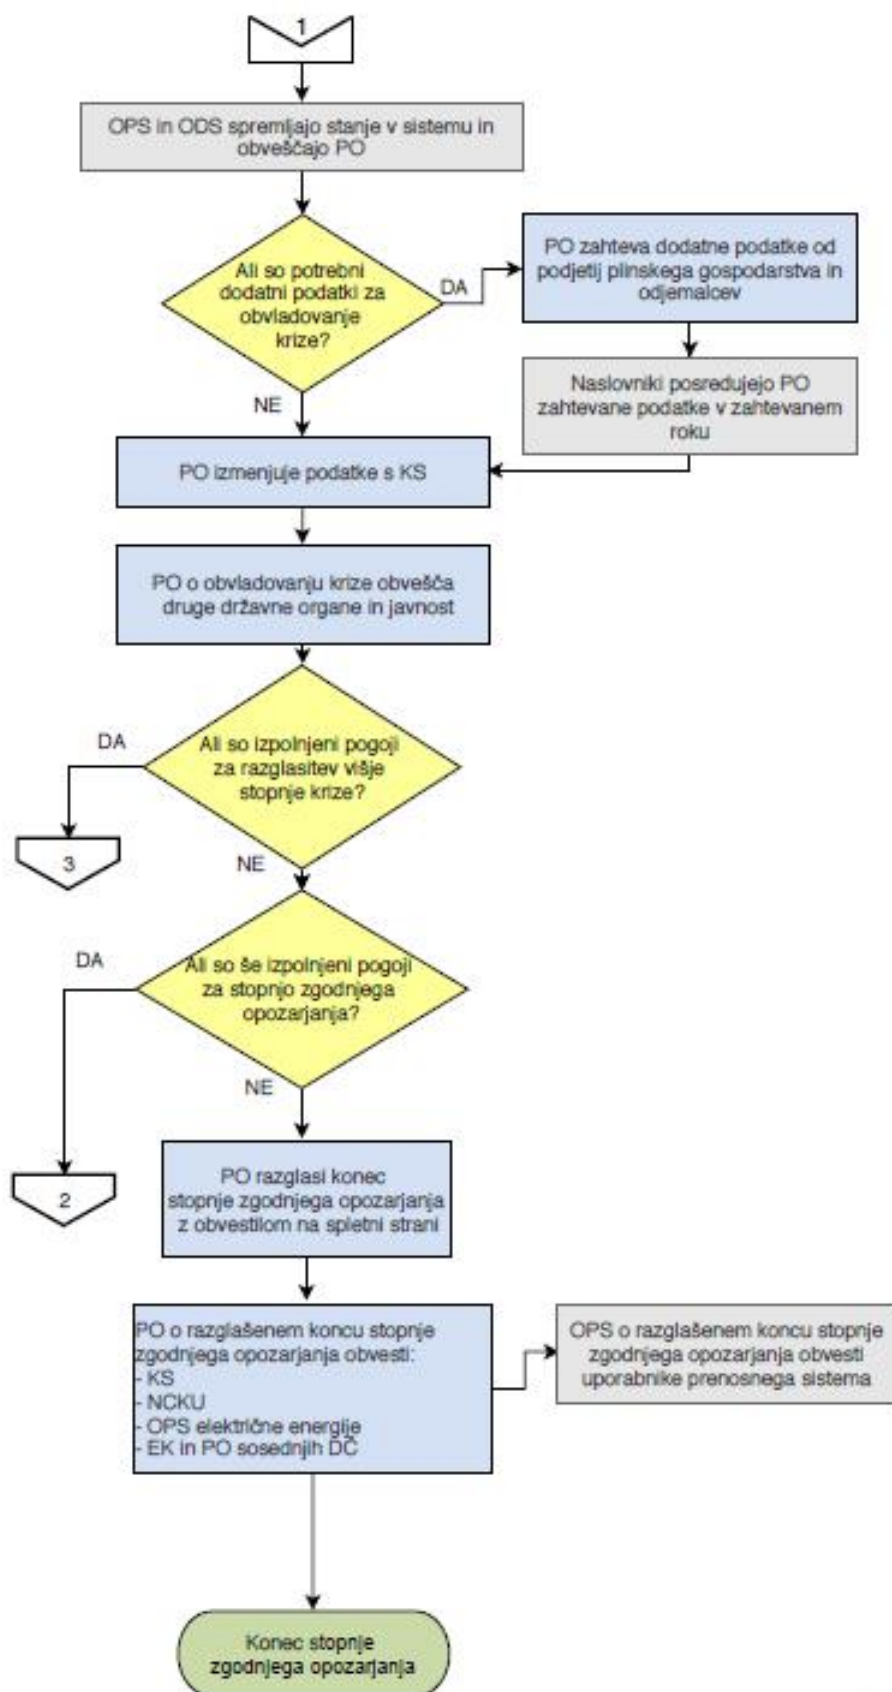 1
OPS in ODS spremljajo stanje v sistemu in
obveščajo PO
Ali so potrebni
dodatni podatki za
obvladovanje
krize?
DA
PO zahteva dodatne podatke od
podjetij plinskega gospodarstva in
odjemalcev
Naslovniki posredujejo PO
zahtevane podatke v zahtevanem
roku
NE
PO izmenjuje podatke s KS
PO o obvladovanju krize obvešča
druge državne organe in javnost
Ali so izpolnjeni pogoji
za razglasitev višje
stopnje krize?
DA
3
NE
Ali so še izpolnjeni pogoji
za stopnjo zgodnjega
opozarjanja?
DA
2
NE
PO razglasi konec
stopnje zgodnjega opozarjanja
z obvestilom na spletni strani
PO o razglašenem koncu stopnje
zgodnjega opozarjanja obvesti:
- KS
- NCKU
- OPS električne energije
- EK in PO sosednjih DČ
OPS o razglašenem koncu stopnje
zgodnjega opozarjanja obvesti
uporabnike prenosnega sistema
Konec stopnje
zgodnjega opozarjanja